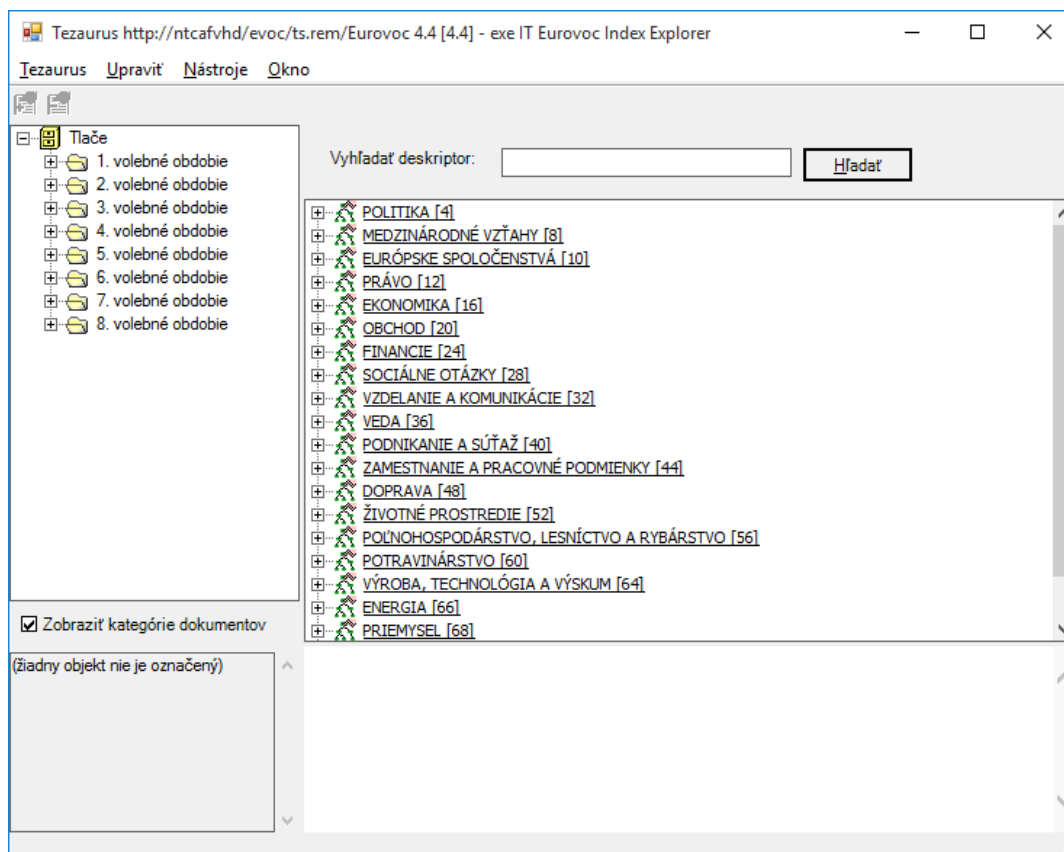 Tezaurus http://ntcafvhd/evoc/ts.rem/Eurovoc 4.4 [4.4] - exe IT Eurovoc Index Explorer
Tezaurus Upraviť Nástroje Okno
Tlače
1. volebné obdobie
2. volebné obdobie
3. volebné obdobie
4. volebné obdobie
5. volebné obdobie
6. volebné obdobie
7. volebné obdobie
8. volebné obdobie
Zobraziť kategórie dokumentov
(žiadny objekt nie je označený)
Vyhľadať deskriptor: Hľadať
POLITIKA [4]
MEDZINÁRODNÉ VZŤAHY [8]
EURÓPSKE SPOLOČENSTVÁ [10]
PRÁVO [12]
EKONOMIKA [16]
OBCHOD [20]
FINANCIE [24]
SOCIÁLNE OTÁZKY [28]
VZDELANIE A KOMUNIKÁCIE [32]
VEDA [36]
PODNIKANIE A SÚŤAŽ [40]
ZAMESTNANIE A PRACOVNÉ PODMIENKY [44]
DOPRAVA [48]
ŽIVOTNÉ PROSTREDIE [52]
POĽNOHOSPODÁRSTVO, LESNÍCTVO A RYBÁRSTVO [56]
POTRAVINÁRSTVO [60]
VÝROBA, TECHNOLÓGIA A VÝSKUM [64]
ENERGIA [66]
PRIEMYSEL [68]